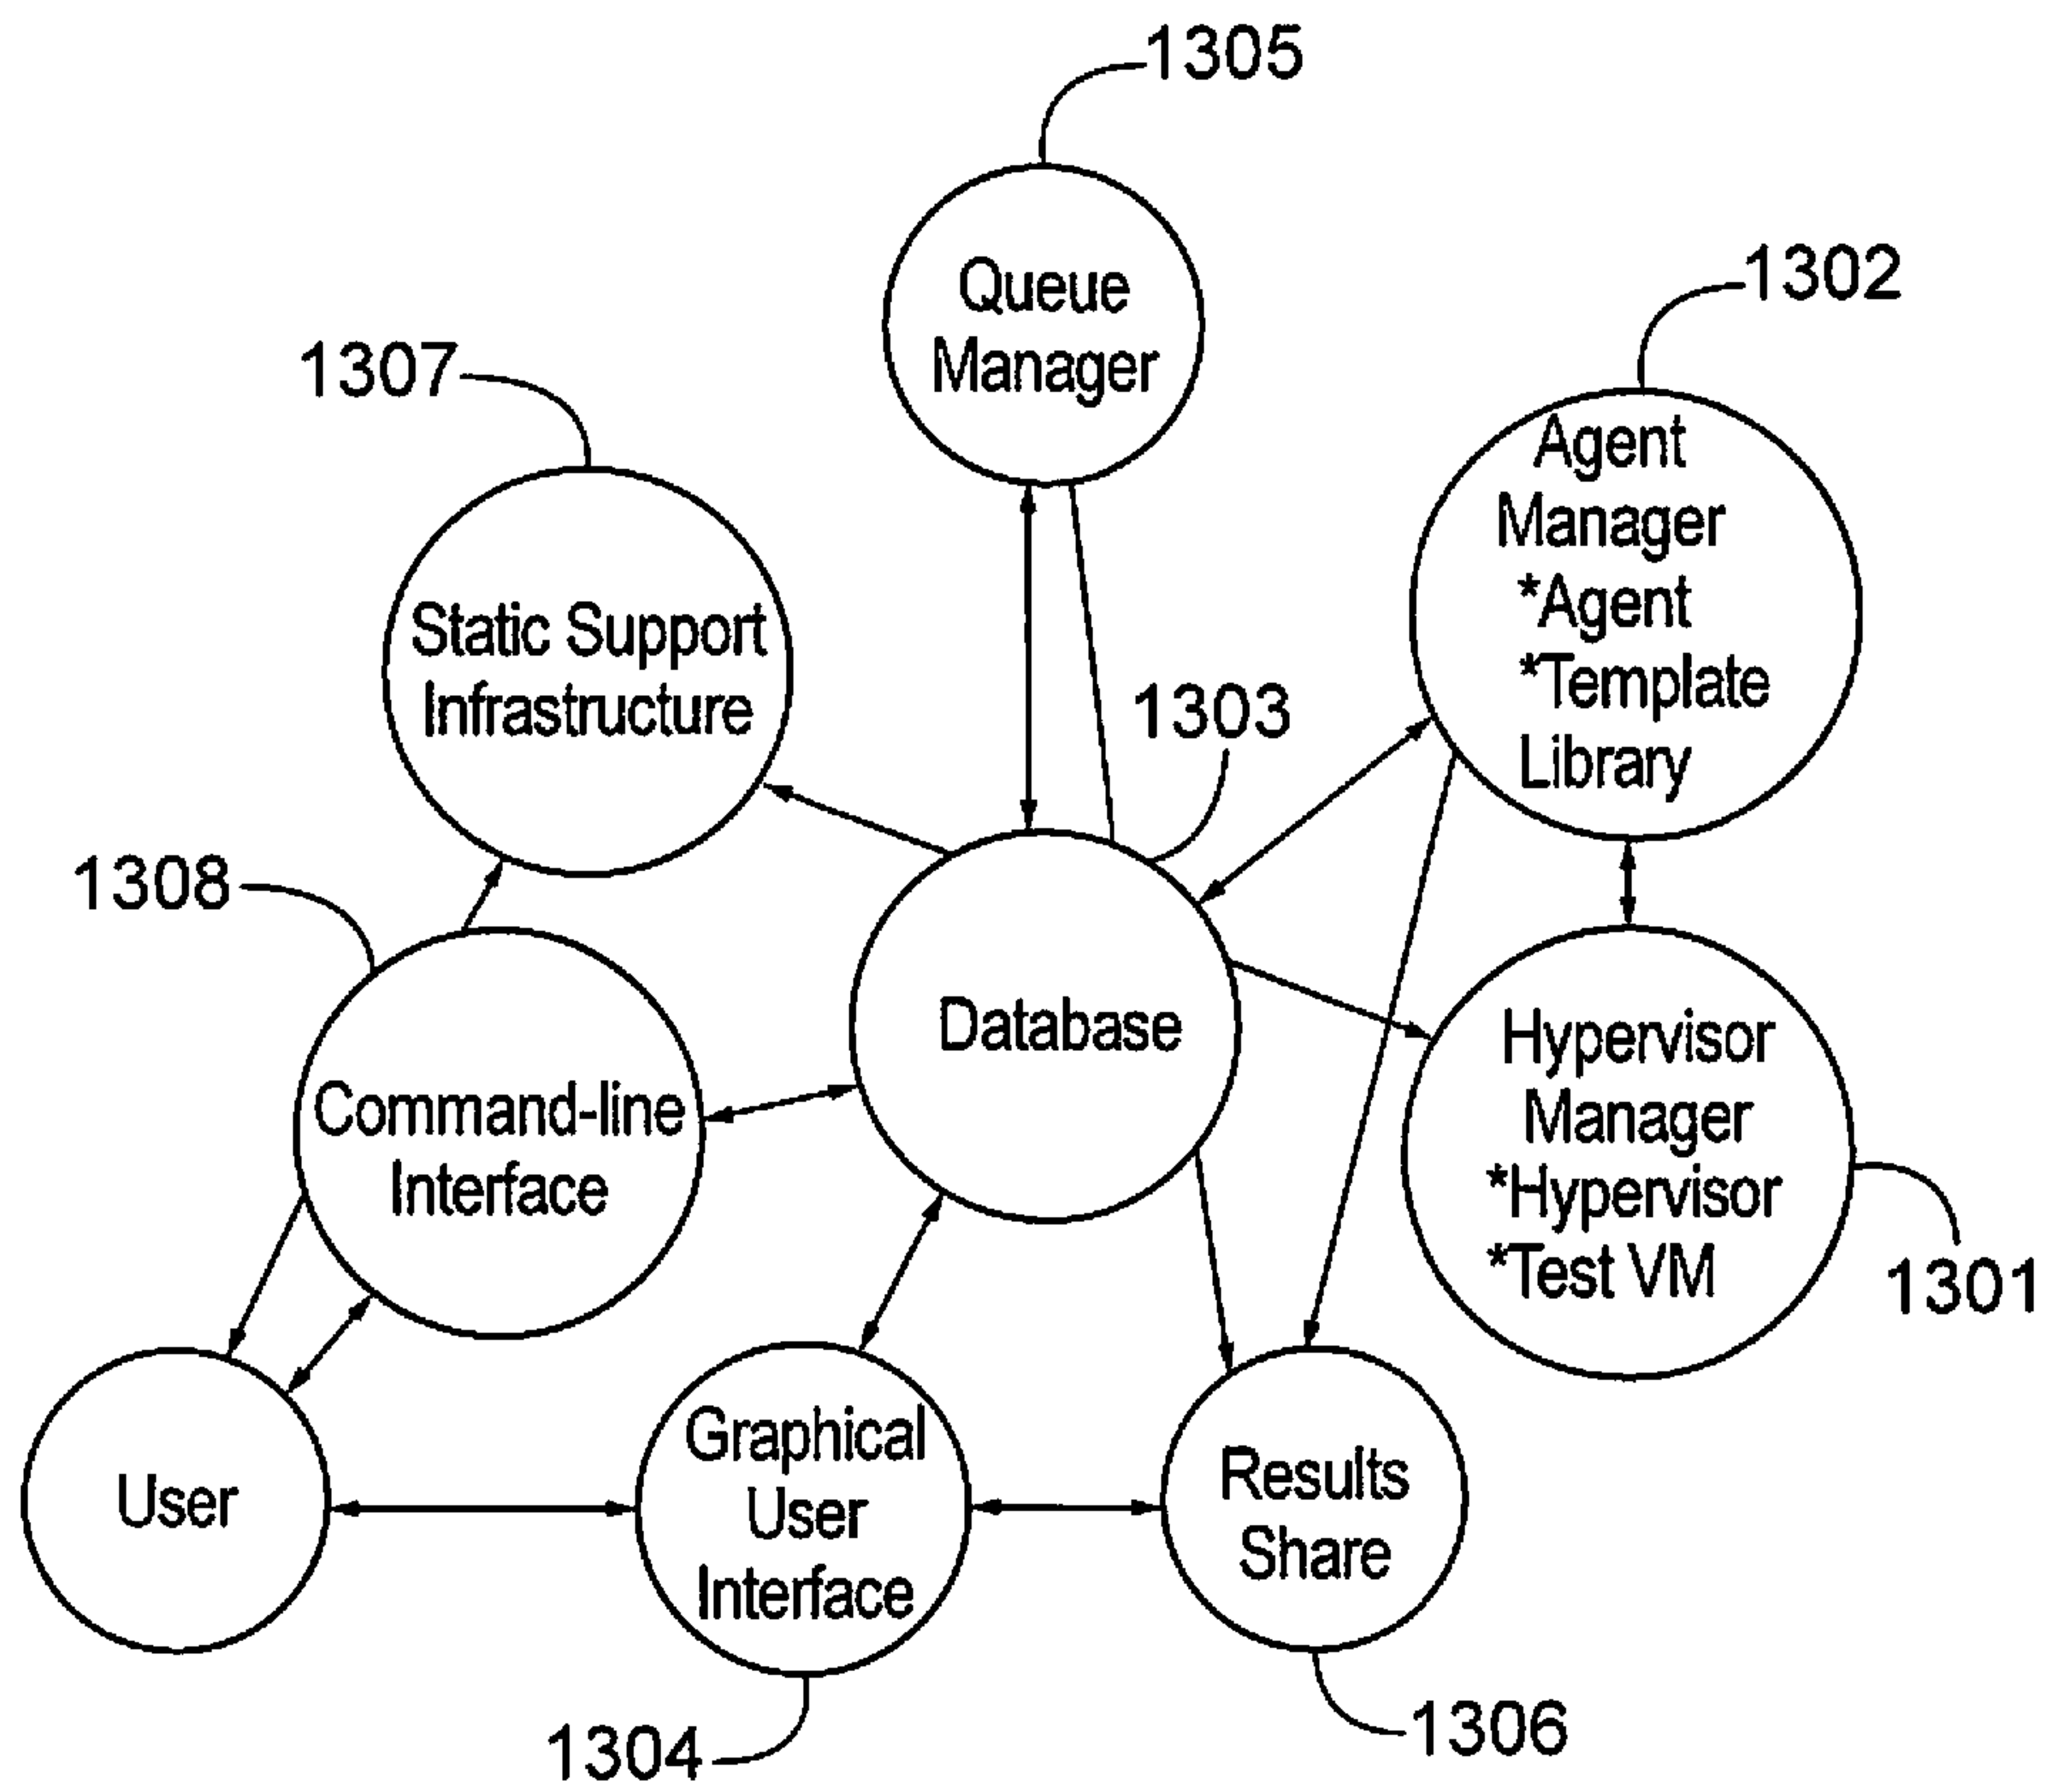 1305
Queue
Manager
1302
Agent
Manager
*Agent
*Template
Library
1307
Static Support
Infrastructure
1303
1308
Command-line
Interface
Database
Hypervisor
Manager
*Hypervisor
*Test VM
1301
User
Graphical
User
Interface
1304
Results
Share
1306